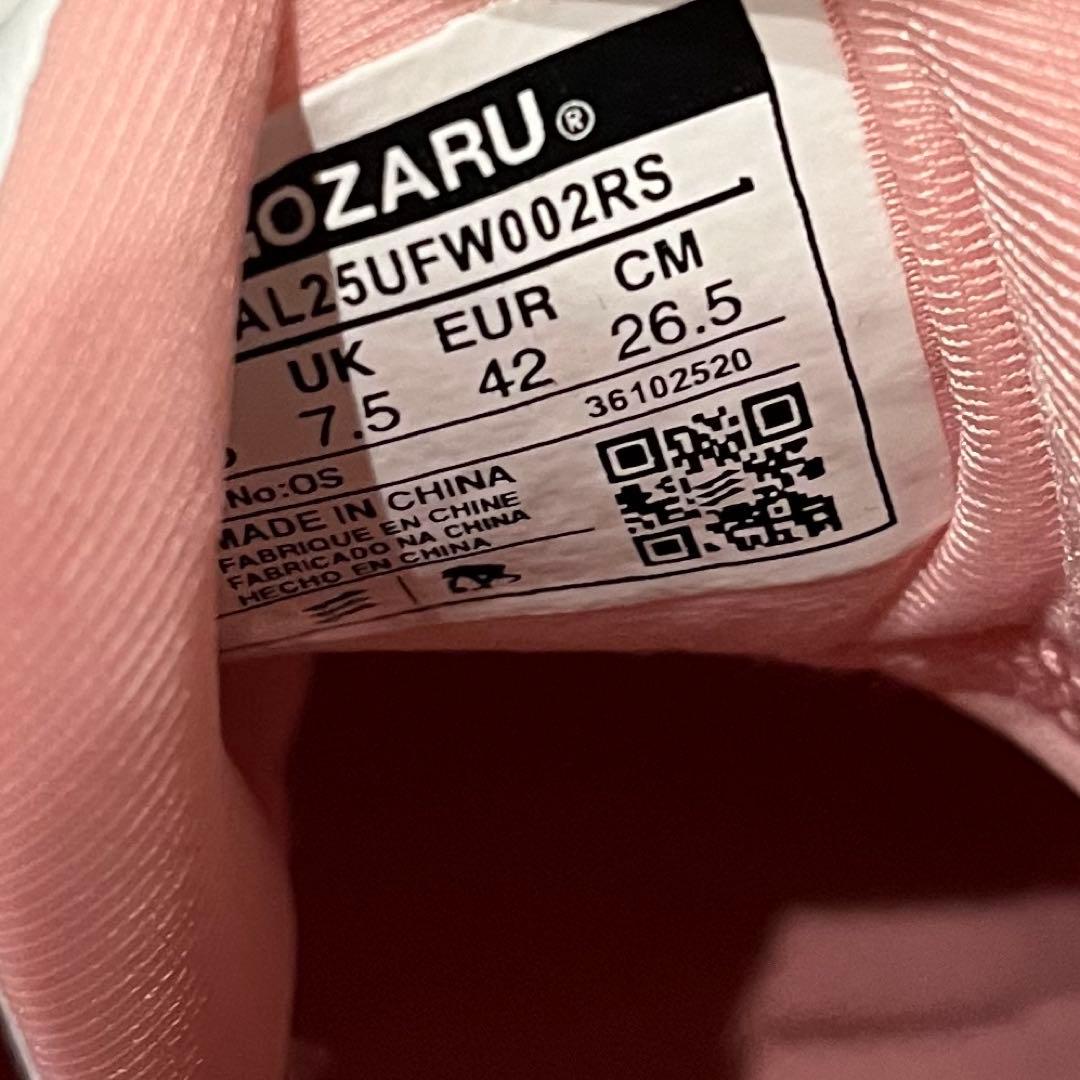 GOZARU®
AL25UFW002RS
UK EUR CM
7.5 42 26.5
36102520
No:OS
MADE IN CHINA
FABRIQUE EN CHINE
FABRICADO NA CHINA
HECHO EN CHINA